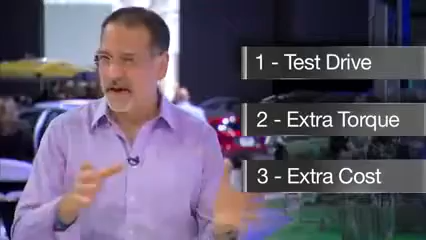 1 - Test Drive
2 - Extra Torque
3 - Extra Cost